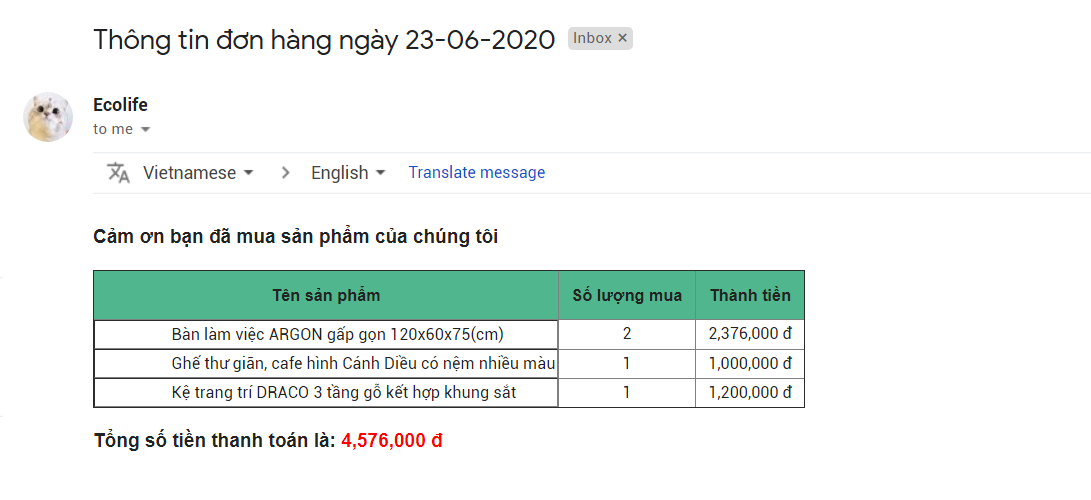 Thông tin đơn hàng ngày 23-06-2020 Inbox ×
Ecolife
to me
Vietnamese > English Translate message
Cảm ơn bạn đã mua sản phẩm của chúng tôi
Tên sản phẩm Số lượng mua Thành tiền
Bàn làm việc ARGON gấp gọn 120x60x75(cm) 2 2,376,000 đ
Ghế thư giãn, cafe hình Cánh Diều có nệm nhiều màu 1 1,000,000 đ
Kệ trang trí DRACO 3 tầng gỗ kết hợp khung sắt 1 1,200,000 đ
Tổng số tiền thanh toán là: 4,576,000 đ